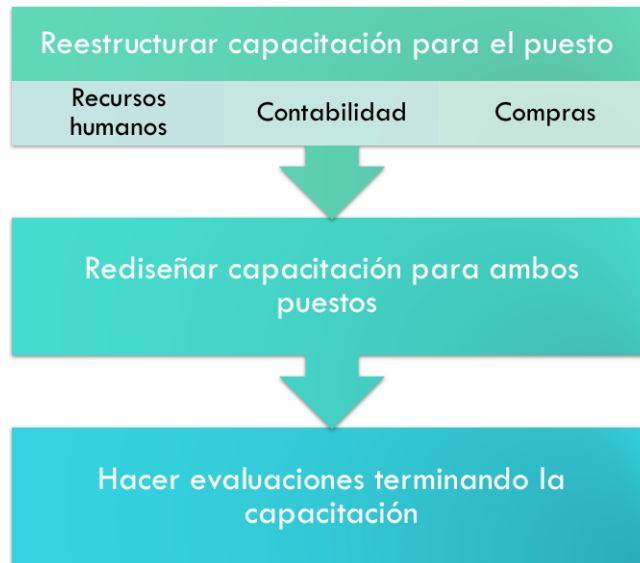 Reestructurar capacitación para el puesto
Recursos
humanos
Contabilidad
Compras
Rediseñar capacitación para ambos
puestos
Hacer evaluaciones terminando la
capacitación